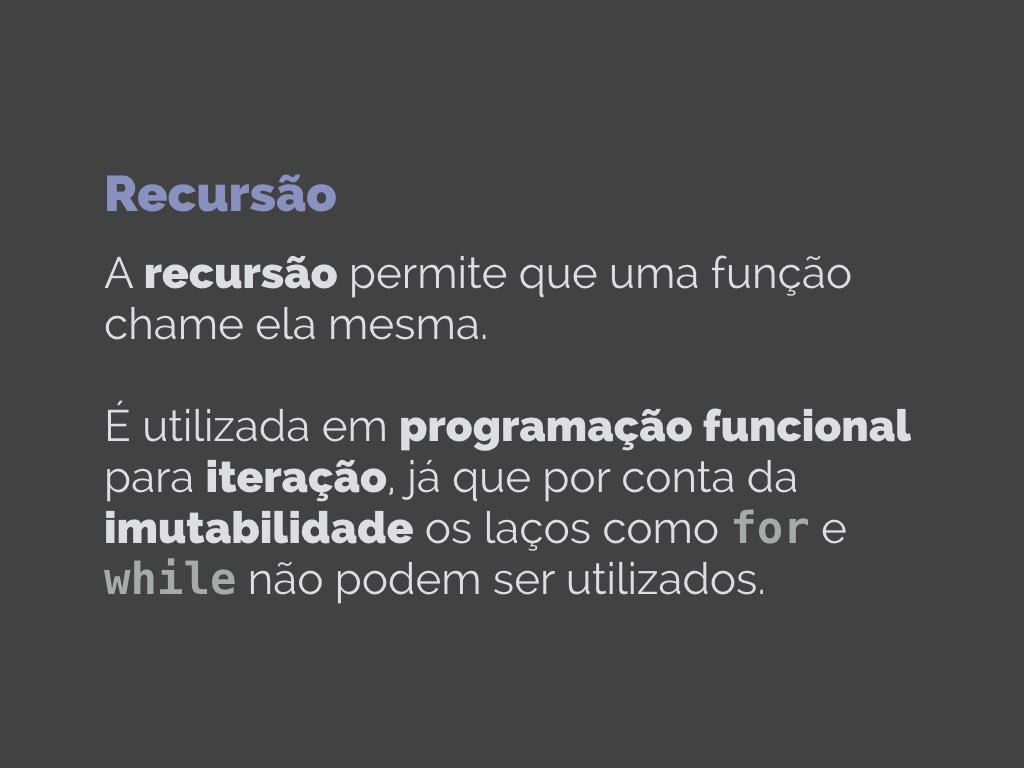 Recursão
A recursão permite que uma função
chame ela mesma.
É utilizada em programação funcional
para iteração, já que por conta da
imutabilidade os laços como for e
while não podem ser utilizados.